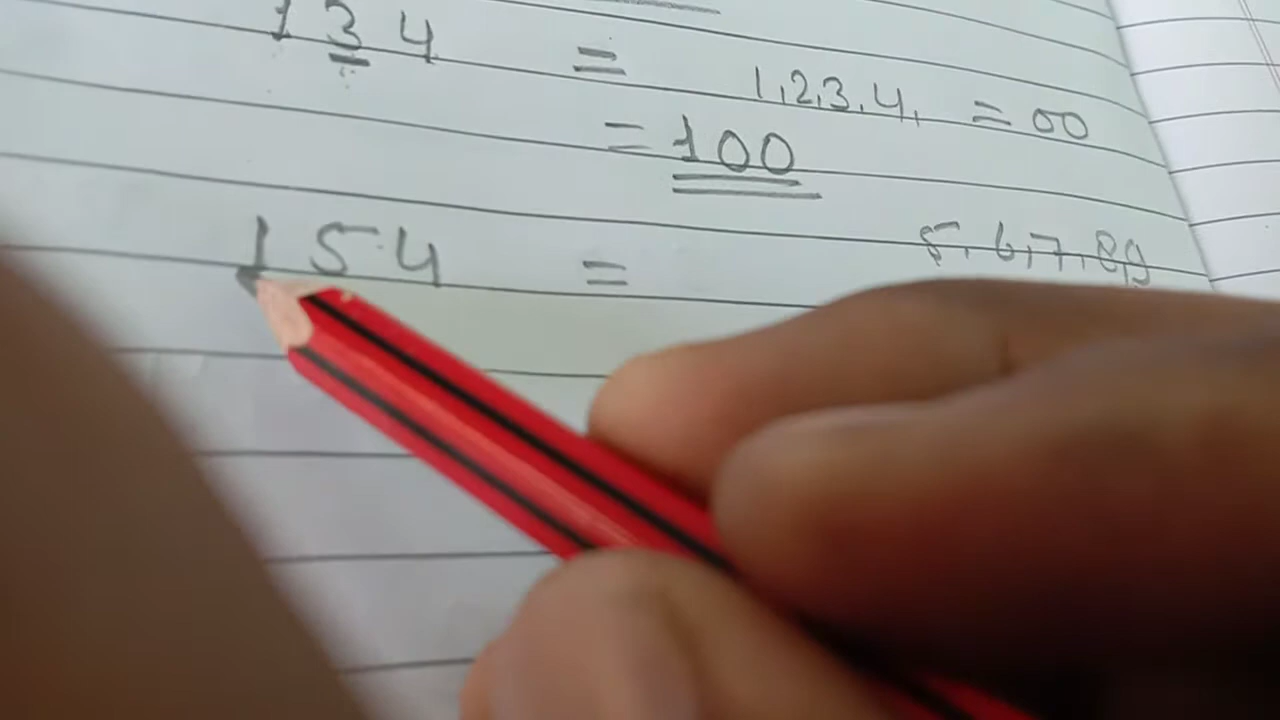 134 = 1,2,3,4, = 00
= 100
154 = 5,6,7,8,9